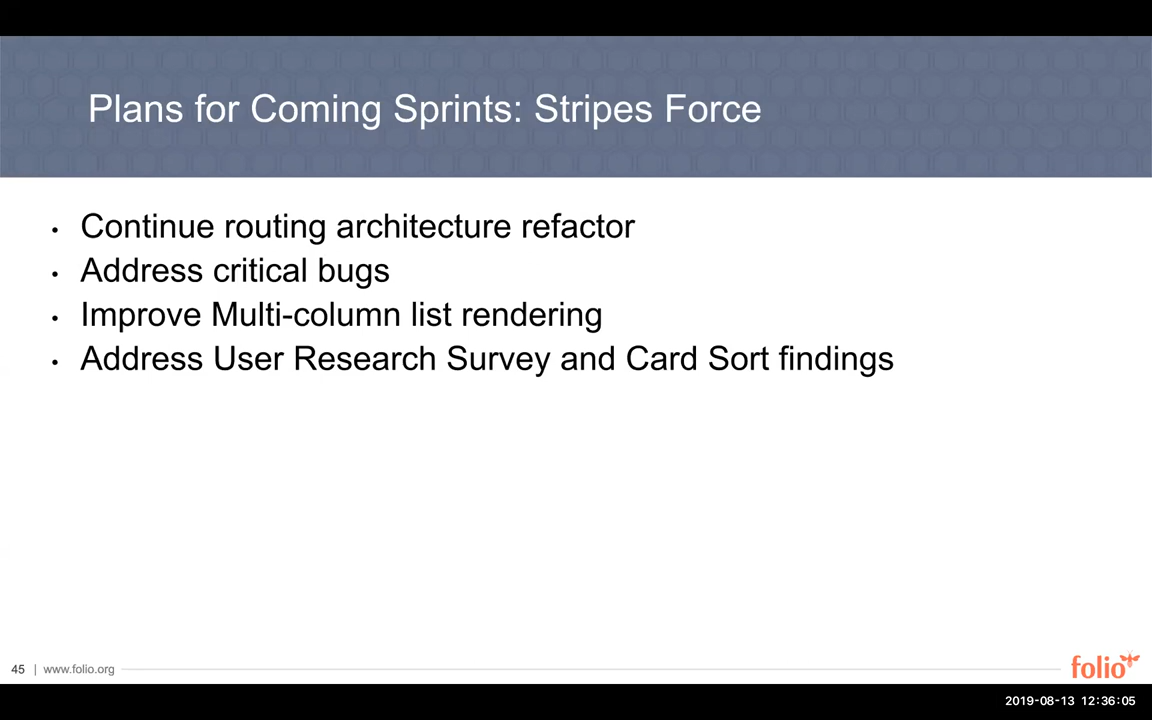 Plans for Coming Sprints: Stripes Force
• Continue routing architecture refactor
• Address critical bugs
• Improve Multi-column list rendering
• Address User Research Survey and Card Sort findings
45 | www.folio.org
folio
2019-08-13 12:36:05